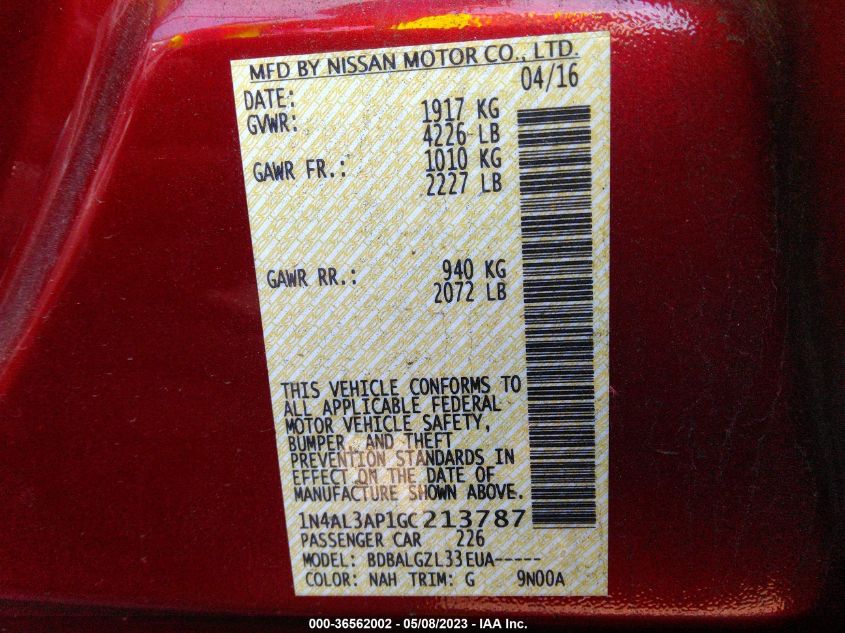 MFD BY NISSAN MOTOR CO., LTD.
DATE: 04/16
GVWR: 1917 KG
4226 LB
GAWR FR.: 1010 KG
2227 LB
GAWR RR.: 940 KG
2072 LB
THIS VEHICLE CONFORMS TO
ALL APPLICABLE FEDERAL
MOTOR VEHICLE SAFETY,
BUMPER, AND THEFT
PREVENTION STANDARDS IN
EFFECT ON THE DATE OF
MANUFACTURE SHOWN ABOVE.
1N4AL3AP1GC213787
PASSENGER CAR 226
MODEL: BDBALGZL33EUA-----
COLOR: NAH TRIM: G 9N00A
000-36562002 - 05/08/2023 - IAA Inc.